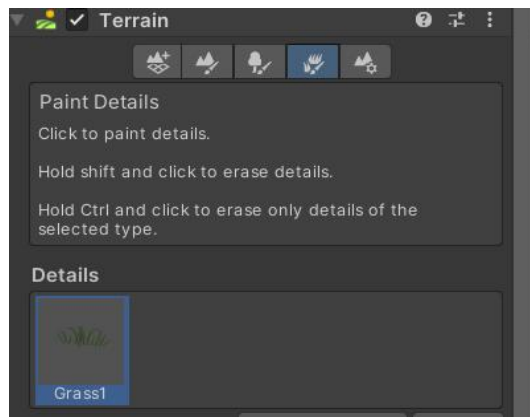 Terrain
Paint Details
Click to paint details.
Hold shift and click to erase details.
Hold Ctrl and click to erase only details of the
selected type.
Details
Grass1